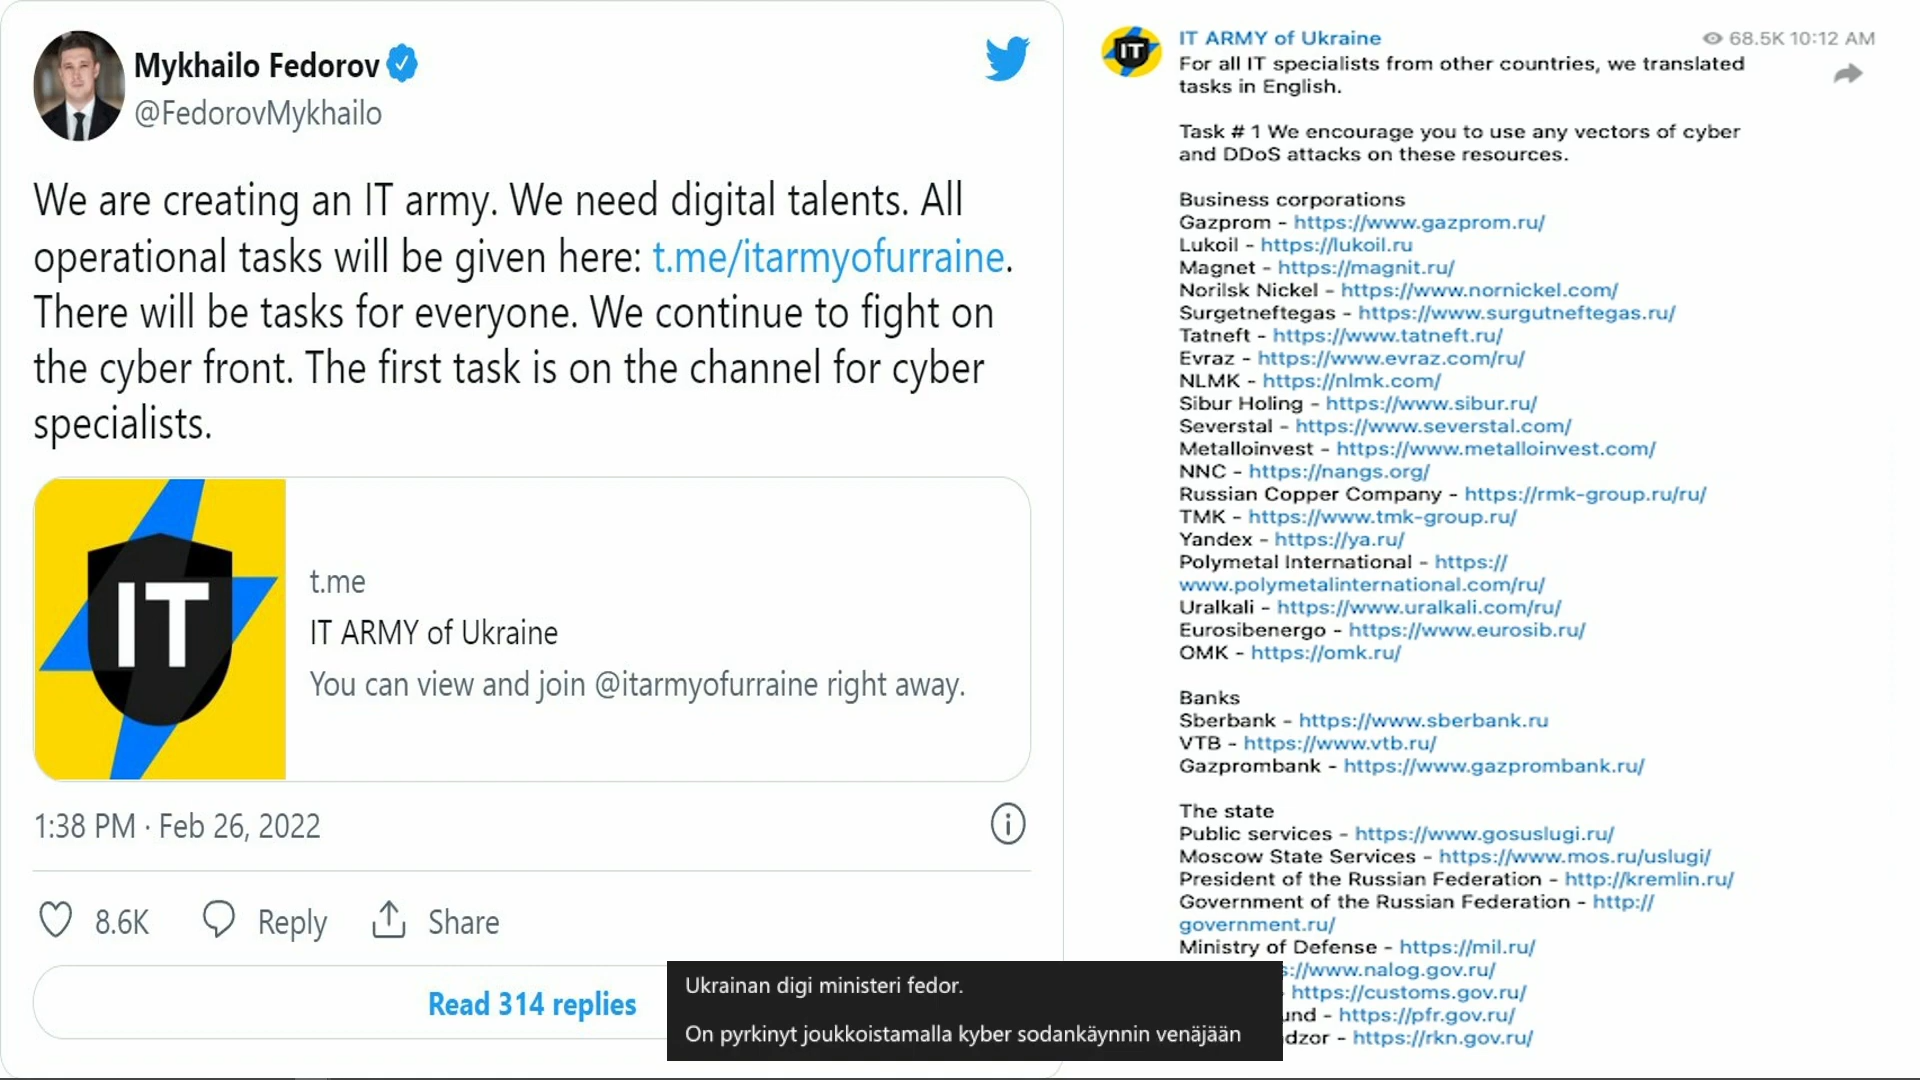 Mykhailo Fedorov
@FedorovMykhailo
We are creating an IT army. We need digital talents. All
operational tasks will be given here: t.me/itarmyofurraine.
There will be tasks for everyone. We continue to fight on
the cyber front. The first task is on the channel for cyber
specialists.
IT
t.me
IT ARMY of Ukraine
You can view and join @itarmyofurraine right away.
1:38 PM · Feb 26, 2022
8.6K Reply Share
Read 314 replies
IT
IT ARMY of Ukraine 68.5K 10:12 AM
For all IT specialists from other countries, we translated
tasks in English.
Task # 1 We encourage you to use any vectors of cyber
and DDoS attacks on these resources.
Business corporations
Gazprom - https://www.gazprom.ru/
Lukoil - https://lukoil.ru
Magnet - https://magnit.ru/
Norilsk Nickel - https://www.nornickel.com/
Surgetneftegas - https://www.surgutneftegas.ru/
Tatneft - https://www.tatneft.ru/
Evraz - https://www.evraz.com/ru/
NLMK - https://nlmk.com/
Sibur Holing - https://www.sibur.ru/
Severstal - https://www.severstal.com/
Metalloinvest - https://www.metalloinvest.com/
NNC - https://nangs.org/
Russian Copper Company - https://rmk-group.ru/ru/
TMK - https://www.tmk-group.ru/
Yandex - https://ya.ru/
Polymetal International - https://
www.polymetalinternational.com/ru/
Uralkali - https://www.uralkali.com/ru/
Eurosibenergo - https://www.eurosib.ru/
OMK - https://omk.ru/
Banks
Sberbank - https://www.sberbank.ru
VTB - https://www.vtb.ru/
Gazprombank - https://www.gazprombank.ru/
The state
Public services - https://www.gosuslugi.ru/
Moscow State Services - https://www.mos.ru/uslugi/
President of the Russian Federation - http://kremlin.ru/
Government of the Russian Federation - http://
government.ru/
Ministry of Defense - https://mil.ru/
s://www.nalog.gov.ru/
- https://customs.gov.ru/
und - https://pfr.gov.ru/
dzor - https://rkn.gov.ru/
Ukrainan digi ministeri fedor.
On pyrkinyt joukkoistamalla kyber sodankäynnin venäjään